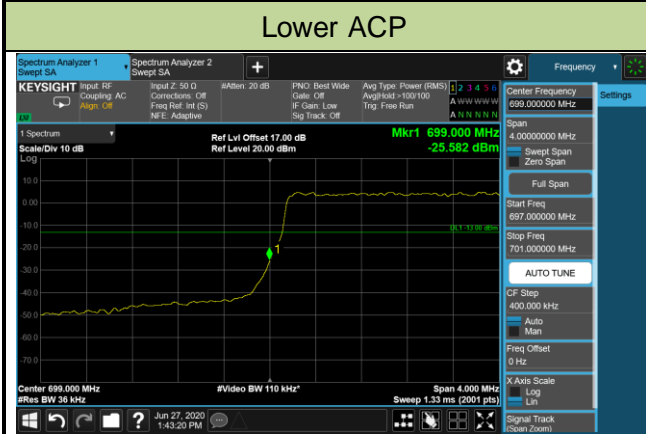 Lower ACP
Spectrum Analyzer 1
Swept SA
Spectrum Analyzer 2
Swept SA
+
Frequency
KEYSIGHT
Input: RF
Coupling: AC
Align: Off
Input Z: 50 Ω
Corrections: Off
Freq Ref: Int (S)
NFE: Adaptive
#Atten: 20 dB
PNO: Best Wide
Gate: Off
IF Gain: Low
Sig Track: Off
Avg Type: Power (RMS)
Avg|Hold:>100/100
Trig: Free Run
1 2 3 4 5 6
A W W W W W
A N N N N N
LXI
1 Spectrum
Scale/Div 10 dB
Log
Ref Lvl Offset 17.00 dB
Ref Level 20.00 dBm
Mkr1 699.000 MHz
-25.582 dBm
10.0
0.00
-10.0
-20.0
-30.0
-40.0
-50.0
-60.0
-70.0
DL1 -13.00 dBm
1
Center 699.000 MHz
#Res BW 36 kHz
#Video BW 110 kHz*
Span 4.000 MHz
Sweep 1.33 ms (2001 pts)
Center Frequency
699.000000 MHz
Settings
Span
4.00000000 MHz
Swept Span
Zero Span
Full Span
Start Freq
697.000000 MHz
Stop Freq
701.000000 MHz
AUTO TUNE
CF Step
400.000 kHz
Auto
Man
Freq Offset
0 Hz
X Axis Scale
Log
Lin
Signal Track
(Span Zoom)
?
Jun 27, 2020
1:43:20 PM